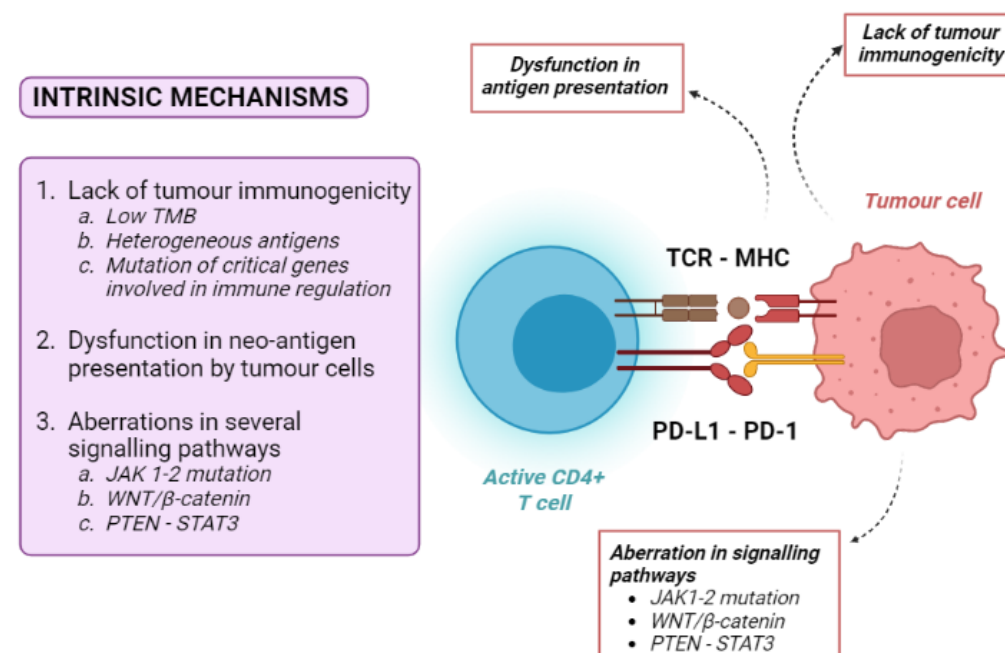 INTRINSIC MECHANISMS
1. Lack of tumour immunogenicity
a. Low TMB
b. Heterogeneous antigens
c. Mutation of critical genes
involved in immune regulation
2. Dysfunction in neo-antigen
presentation by tumour cells
3. Aberrations in several
signalling pathways
a. JAK 1-2 mutation
b. WNT/β-catenin
c. PTEN - STAT3
Dysfunction in
antigen presentation
Lack of tumour
immunogenicity
Tumour cell
TCR - MHC
PD-L1 - PD-1
Active CD4+
T cell
Aberration in signalling
pathways
• JAK1-2 mutation
• WNT/β-catenin
• PTEN - STAT3